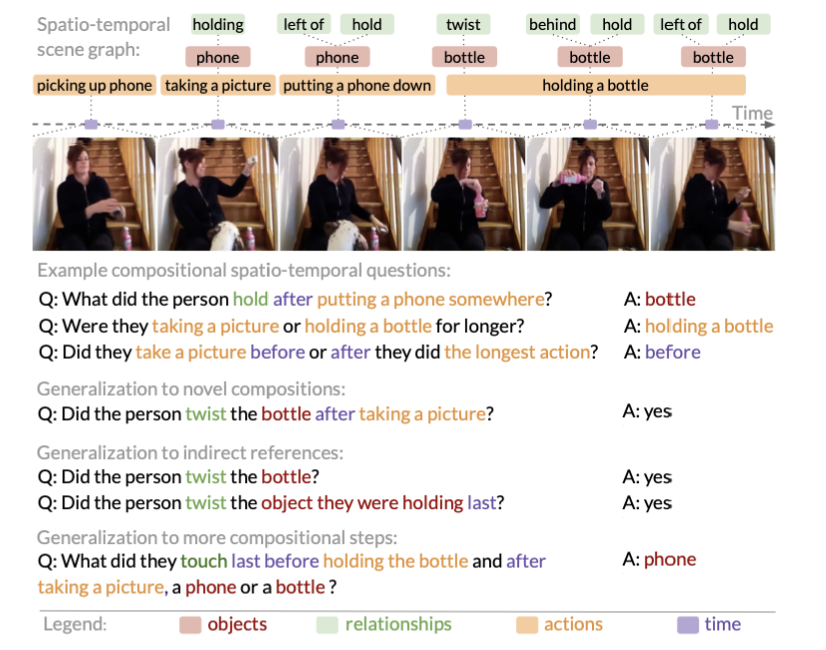 Spatio-temporal scene graph:
holding
left of
hold
twist
behind
hold
left of
hold
phone
phone
bottle
bottle
bottle
picking up phone
taking a picture
putting a phone down
holding a bottle
Time
Example compositional spatio-temporal questions:
Q: What did the person hold after putting a phone somewhere? A: bottle
Q: Were they taking a picture or holding a bottle for longer? A: holding a bottle
Q: Did they take a picture before or after they did the longest action? A: before
Generalization to novel compositions:
Q: Did the person twist the bottle after taking a picture? A: yes
Generalization to indirect references:
Q: Did the person twist the bottle? A: yes
Q: Did the person twist the object they were holding last? A: yes
Generalization to more compositional steps:
Q: What did they touch last before holding the bottle and after A: phone
taking a picture, a phone or a bottle ?
Legend: objects relationships actions time